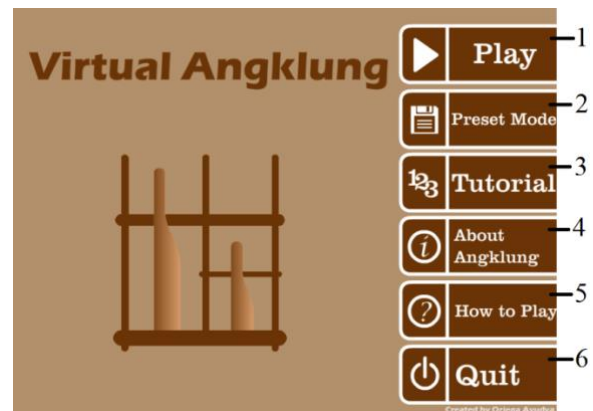 Virtual Angklung
Play
1
Preset Mode
2
123
Tutorial
3
i
About
Angklung
4
?
How to Play
5
Quit
6